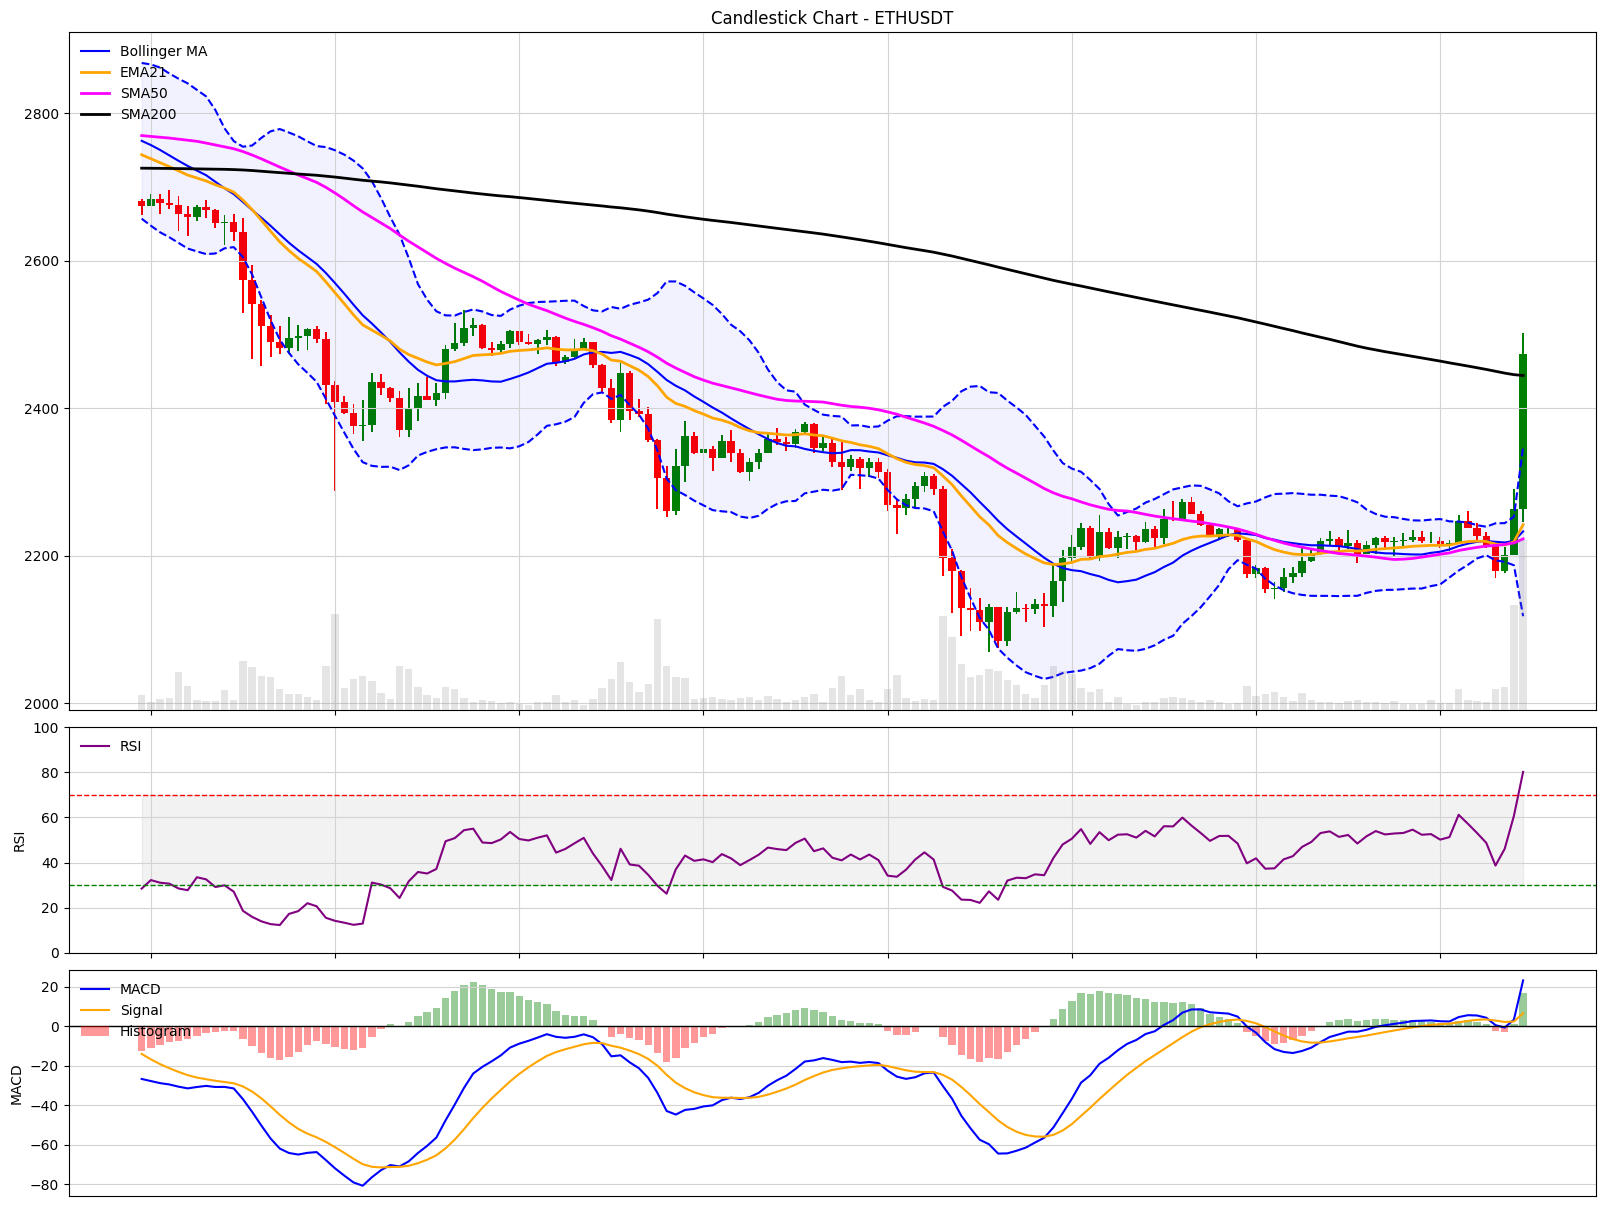 Candlestick Chart - ETHUSDT
Bollinger MA
EMA21
SMA50
SMA200
2800
2600
2400
2200
2000
RSI
100
80
60
40
20
0
RSI
MACD
Signal
Histogram
20
0
−20
−40
−60
−80
MACD